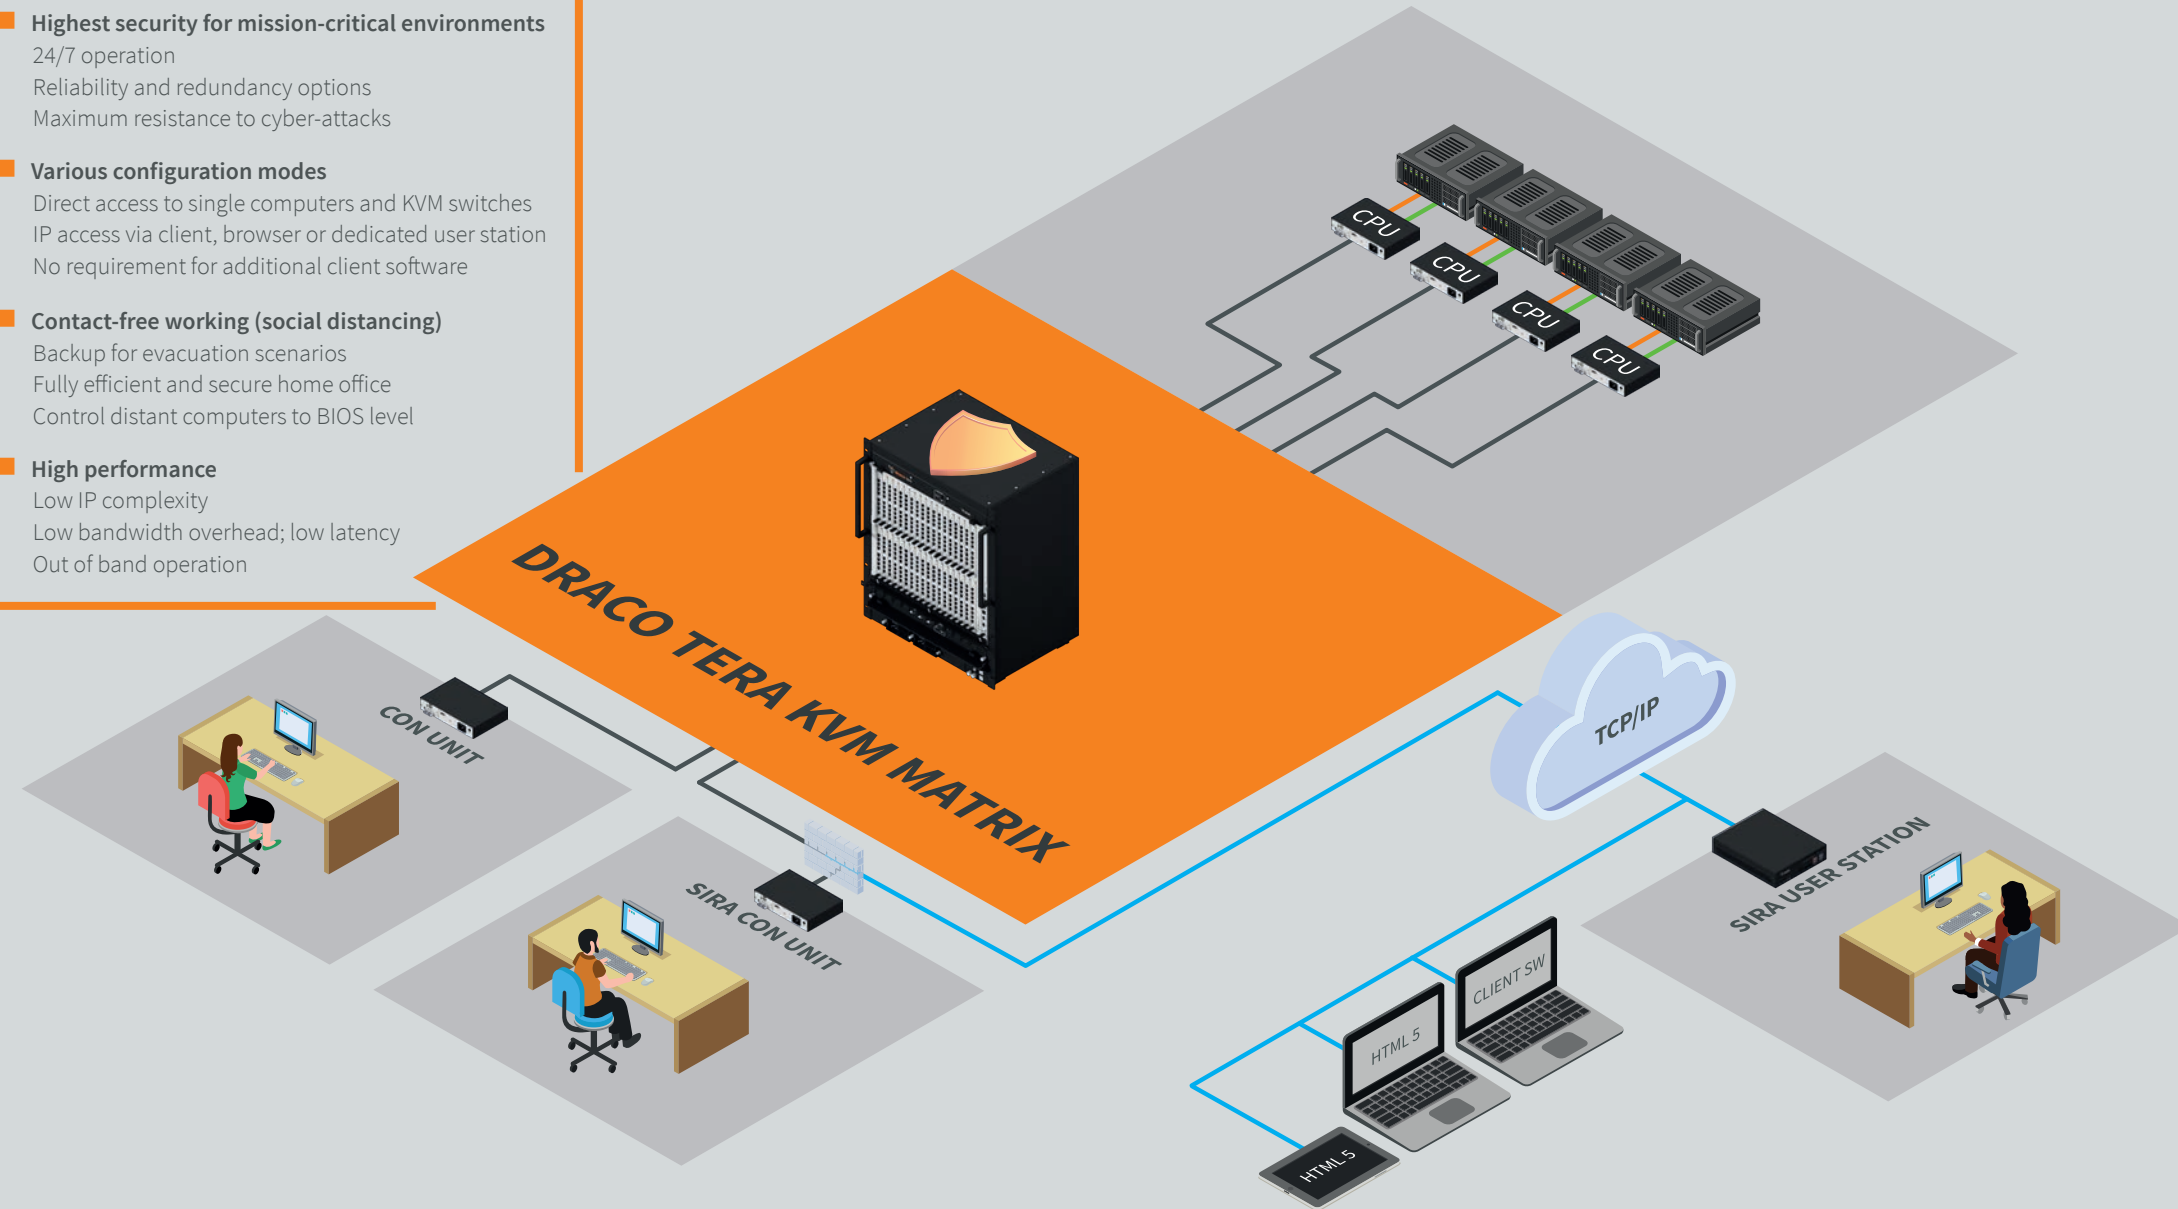 Highest security for mission-critical environments
24/7 operation
Reliability and redundancy options
Maximum resistance to cyber-attacks
Various configuration modes
Direct access to single computers and KVM switches
IP access via client, browser or dedicated user station
No requirement for additional client software
Contact-free working (social distancing)
Backup for evacuation scenarios
Fully efficient and secure home office
Control distant computers to BIOS level
High performance
Low IP complexity
Low bandwidth overhead; low latency
Out of band operation
CPU
CPU
CPU
CPU
DRACO TERA KVM MATRIX
CON UNIT
SIRA CON UNIT
TCP/IP
SIRA USER STATION
CLIENT SW
HTML 5
HTML 5